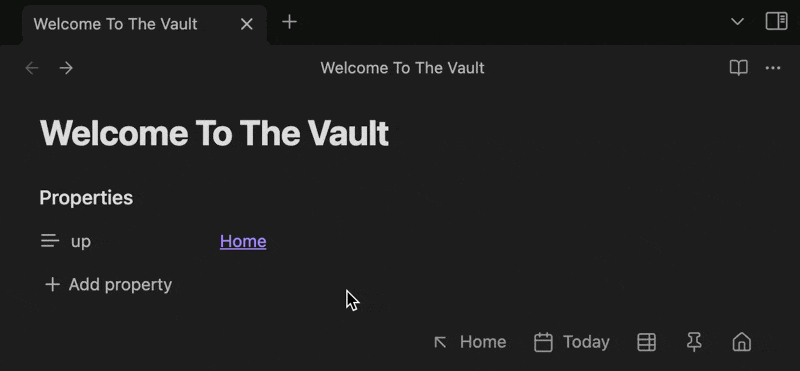 Welcome To The Vault
Welcome To The Vault
Welcome To The Vault
Properties
up Home
Add property
Home Today